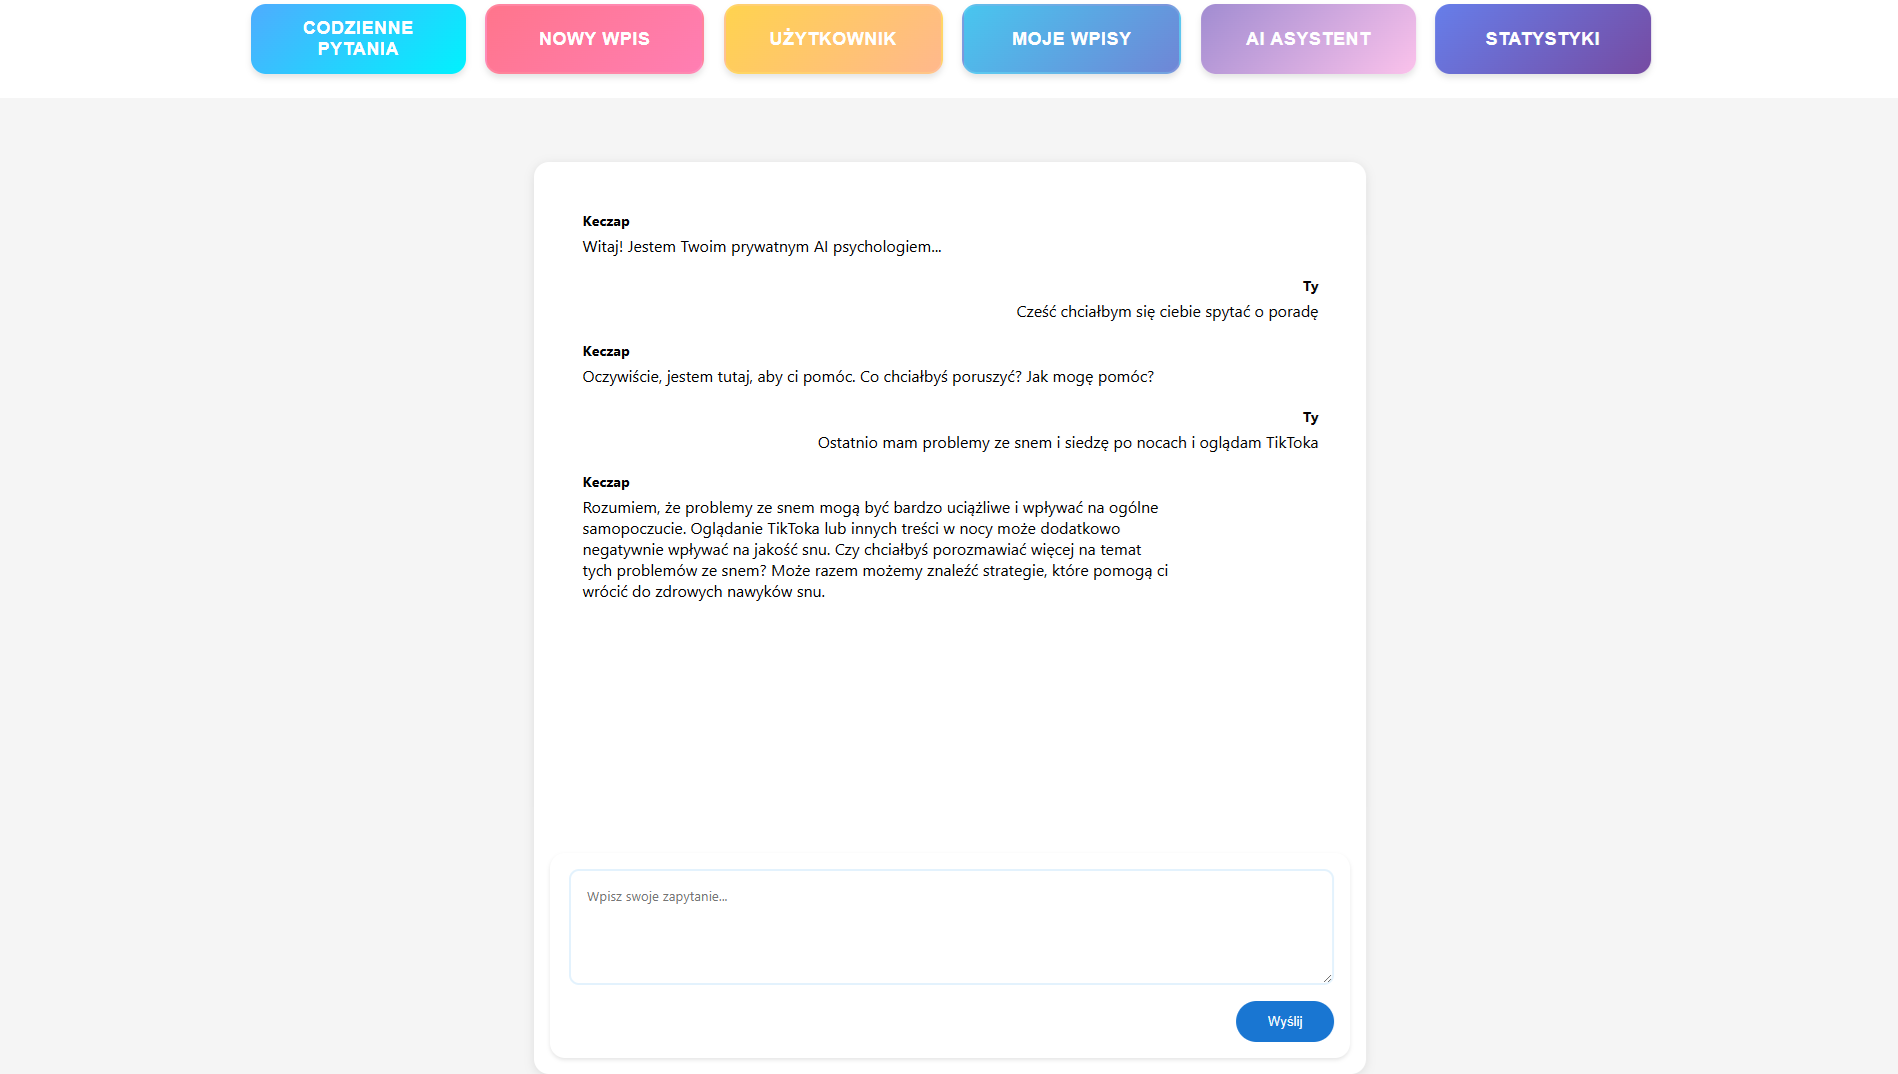 CODZIENNE
PYTANIA
NOWY WPIS
UŻYTKOWNIK
MOJE WPISY
AI ASYSTENT
STATYSTYKI
Keczap
Witaj! Jestem Twoim prywatnym AI psychologiem...
Ty
Cześć chciałbym się ciebie spytać o poradę
Keczap
Oczywiście, jestem tutaj, aby ci pomóc. Co chciałbyś poruszyć? Jak mogę pomóc?
Ty
Ostatnio mam problemy ze snem i siedzę po nocach i oglądam TikToka
Keczap
Rozumiem, że problemy ze snem mogą być bardzo uciążliwe i wpływać na ogólne
samopoczucie. Oglądanie TikToka lub innych treści w nocy może dodatkowo
negatywnie wpływać na jakość snu. Czy chciałbyś porozmawiać więcej na temat
tych problemów ze snem? Może razem możemy znaleźć strategie, które pomogą ci
wrócić do zdrowych nawyków snu.
Wpisz swoje zapytanie...
Wyślij